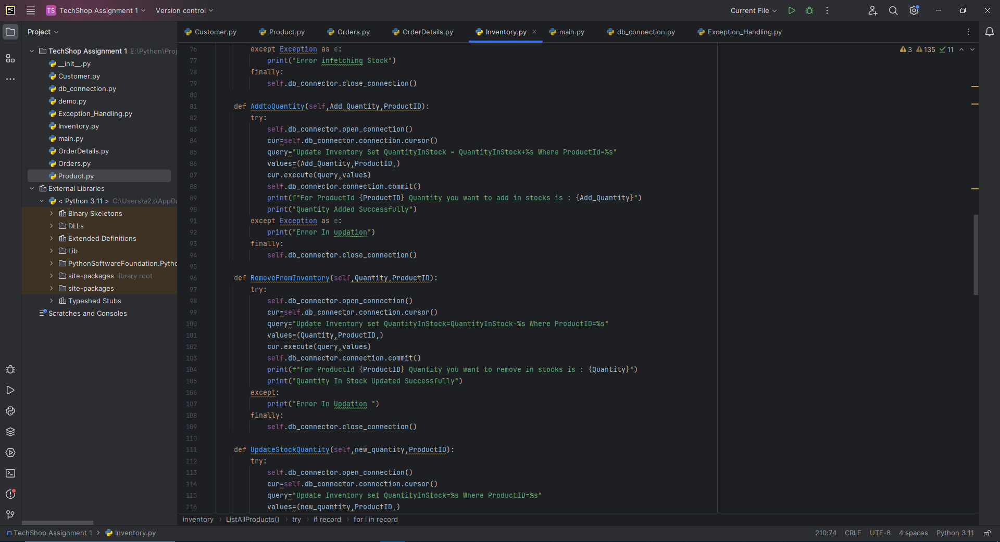 PC TS TechShop Assignment 1 Version control Current File
Project
Customer.py Product.py Orders.py OrderDetails.py Inventory.py main.py db_connection.py Exception_Handling.py
TechShop Assignment 1 E:\Python\Proj
__init__.py
Customer.py
db_connection.py
demo.py
Exception_Handling.py
Inventory.py
main.py
OrderDetails.py
Orders.py
Product.py
External Libraries
< Python 3.11 > C:\Users\a2z\AppDa
Binary Skeletons
DLLs
Extended Definitions
Lib
PythonSoftwareFoundation.Pytho
site-packages library root
site-packages
Typeshed Stubs
Scratches and Consoles
3 135 11
76 except Exception as e:
77 print("Error infetching Stock")
78 finally:
79 self.db_connector.close_connection()
80
81 def AddtoQuantity(self,Add_Quantity,ProductID):
82 try:
83 self.db_connector.open_connection()
84 cur=self.db_connector.connection.cursor()
85 query="Update Inventory Set QuantityInStock = QuantityInStock+%s Where ProductId=%s"
86 values=(Add_Quantity,ProductID,)
87 cur.execute(query,values)
88 self.db_connector.connection.commit()
89 print(f"For ProductId {ProductID} Quantity you want to add in stocks is : {Add_Quantity}")
90 print("Quantity Added Successfully")
91 except Exception as e:
92 print("Error In updation")
93 finally:
94 self.db_connector.close_connection()
95
96 def RemoveFromInventory(self,Quantity,ProductID):
97 try:
98 self.db_connector.open_connection()
99 cur=self.db_connector.connection.cursor()
100 query="Update Inventory set QuantityInStock=QuantityInStock-%s Where ProductID=%s"
101 values=(Quantity,ProductID,)
102 cur.execute(query,values)
103 self.db_connector.connection.commit()
104 print(f"For ProductId {ProductID} Quantity you want to remove in stocks is : {Quantity}")
105 print("Quantity In Stock Updated Successfully")
106 except:
107 print("Error In Updation ")
108 finally:
109 self.db_connector.close_connection()
110
111 def UpdateStockQuantity(self,new_quantity,ProductID):
112 try:
113 self.db_connector.open_connection()
114 cur=self.db_connector.connection.cursor()
115 query="Update Inventory set QuantityInStock=%s Where ProductID=%s"
116 values=(new_quantity,ProductID,)
inventory › ListAllProducts() › try › if record › for i in record
TechShop Assignment 1 › Inventory.py 210:74 CRLF UTF-8 4 spaces Python 3.11